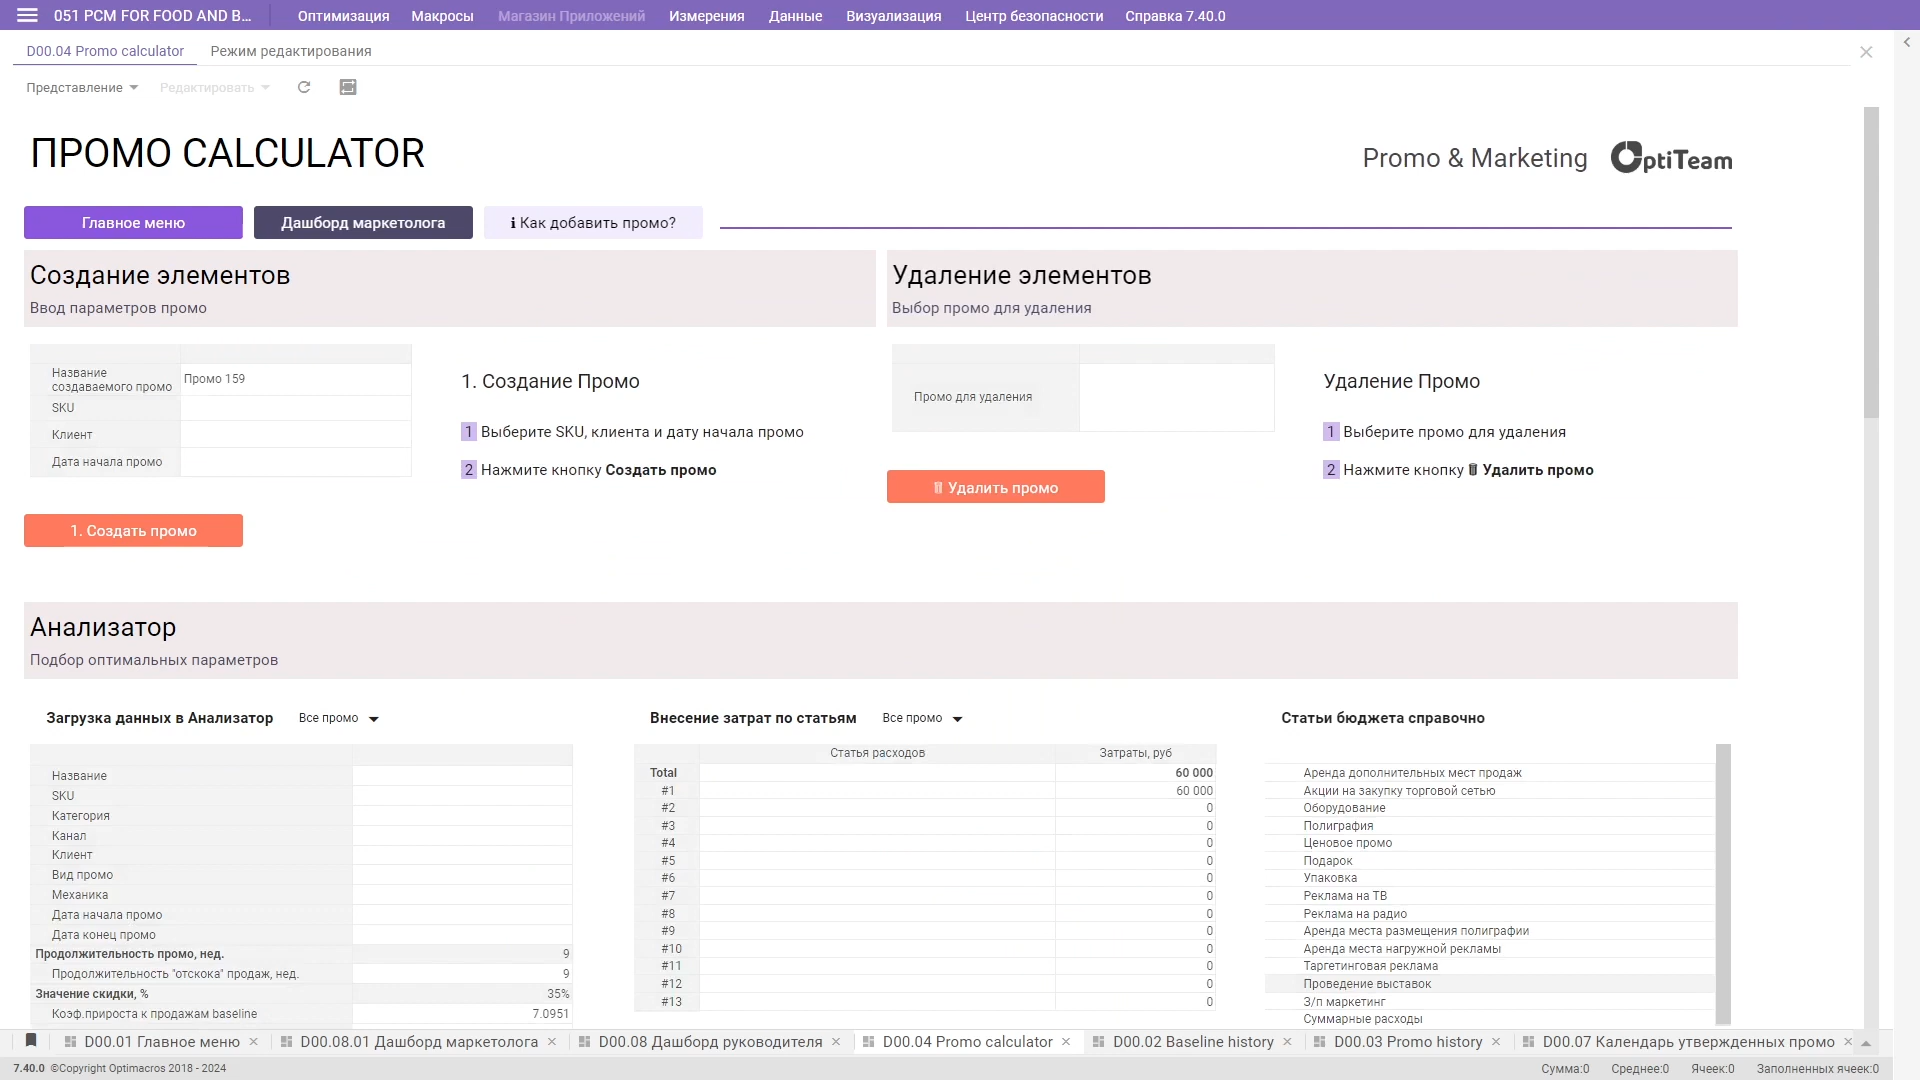 051 PCM FOR FOOD AND B... Оптимизация Макросы Магазин Приложений Измерения Данные Визуализация Центр безопасности Справка 7.40.0
D00.04 Promo calculator Режим редактирования
Представление Редактировать
ПРОМО CALCULATOR
Promo & Marketing OptiTeam
Главное меню Дашборд маркетолога i Как добавить промо?
Создание элементов
Ввод параметров промо
Удаление элементов
Выбор промо для удаления
Название создаваемого промо Промо 159
SKU
Клиент
Дата начала промо
1. Создание Промо
1 Выберите SKU, клиента и дату начала промо
2 Нажмите кнопку Создать промо
1. Создать промо
Промо для удаления
Удалить промо
Удаление Промо
1 Выберите промо для удаления
2 Нажмите кнопку Удалить промо
Анализатор
Подбор оптимальных параметров
Загрузка данных в Анализатор Все промо
Название
SKU
Категория
Канал
Клиент
Вид промо
Механика
Дата начала промо
Дата конец промо
Продолжительность промо, нед. 9
Продолжительность "отскока" продаж, нед. 9
Значение скидки, % 35%
Коэф.прироста к продажам baseline 7.0951
Внесение затрат по статьям Все промо
Статья расходов Затраты, руб
Total 60 000
#1 60 000
#2 0
#3 0
#4 0
#5 0
#6 0
#7 0
#8 0
#9 0
#10 0
#11 0
#12 0
#13 0
Статьи бюджета справочно
Аренда дополнительных мест продаж
Акции на закупку торговой сетью
Оборудование
Полиграфия
Ценовое промо
Подарок
Упаковка
Реклама на ТВ
Реклама на радио
Аренда места размещения полиграфии
Аренда места нагружной рекламы
Таргетинговая реклама
Проведение выставок
З/п маркетинг
Суммарные расходы
D00.01 Главное меню D00.08.01 Дашборд маркетолога D00.08 Дашборд руководителя D00.04 Promo calculator D00.02 Baseline history D00.03 Promo history D00.07 Календарь утвержденных промо
7.40.0 ©Copyright Optimacros 2018 - 2024 Сумма:0 Среднее:0 Ячеек:0 Заполненных ячеек:0